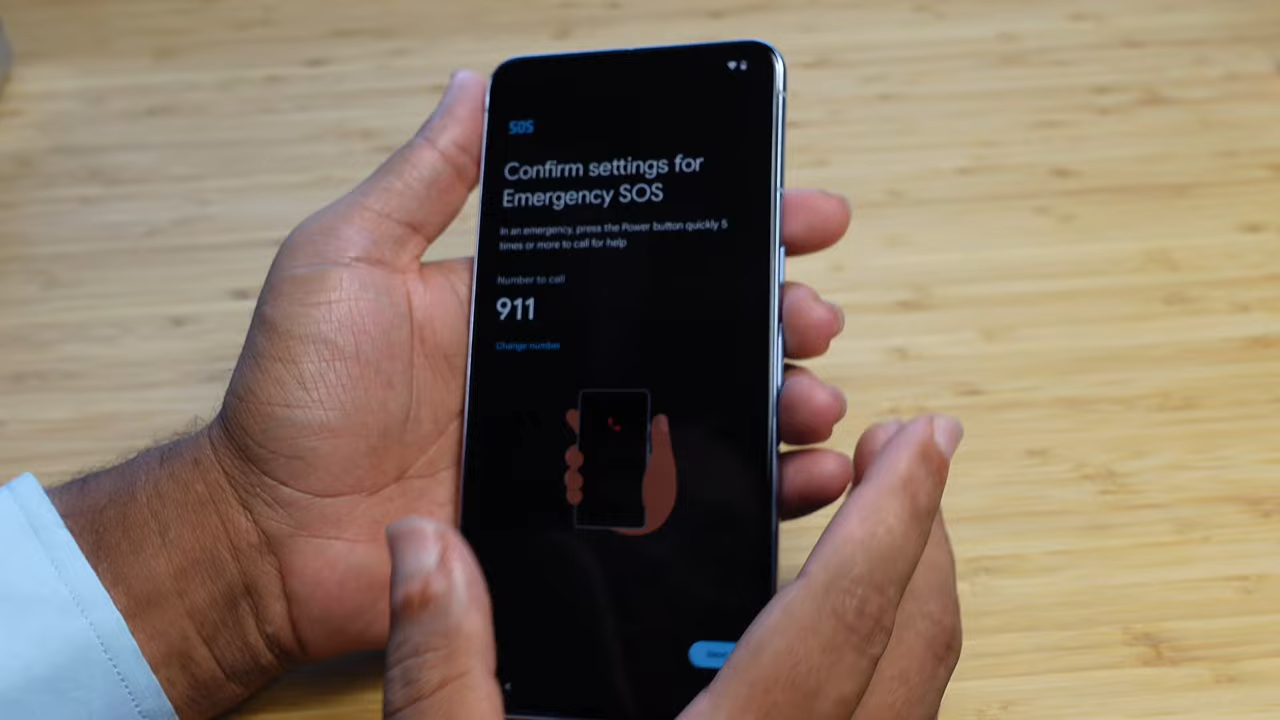 SOS
Confirm settings for
Emergency SOS
In an emergency, press the Power button quickly 5
times or more to call for help
Number to call
911
Change number